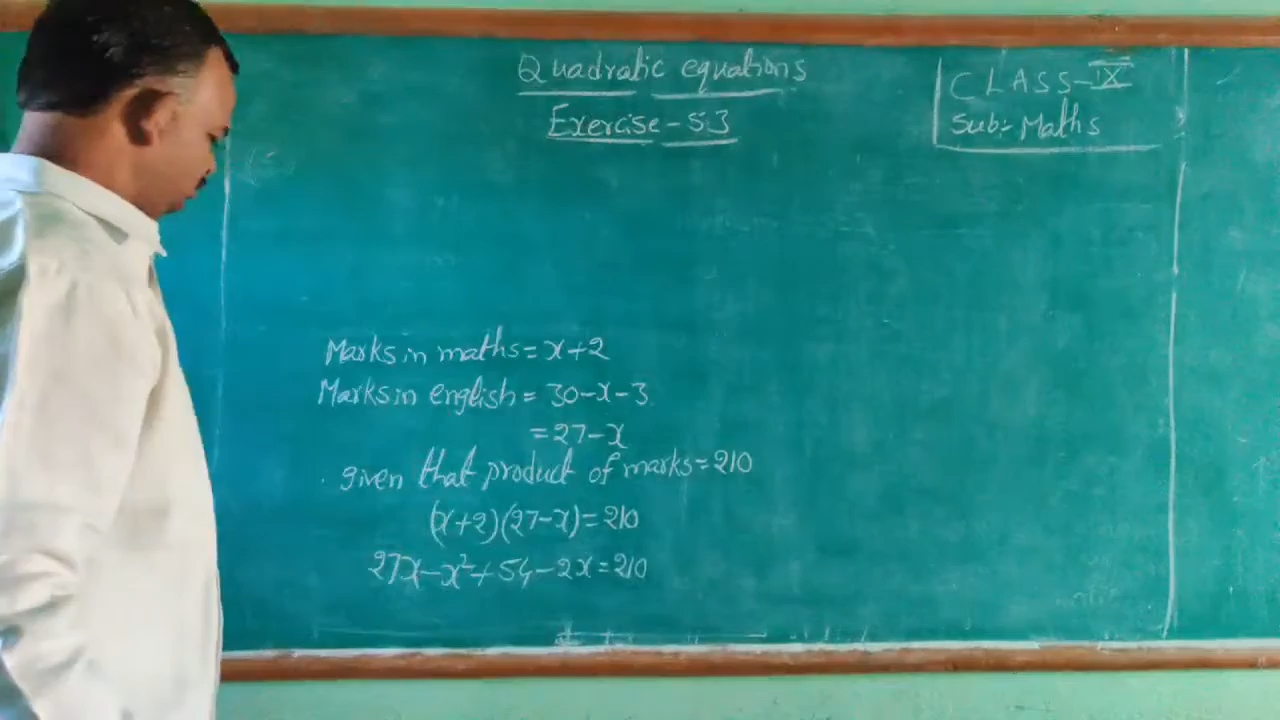 Quadratic equations
Exercise-5.3
CLASS-IX
Sub:- Maths
Marks in maths = x+2
Marks in english = 30-x-3
=27-x
given that product of marks=210
(x+2)(27-x)=210
27x-x²+54-2x=210